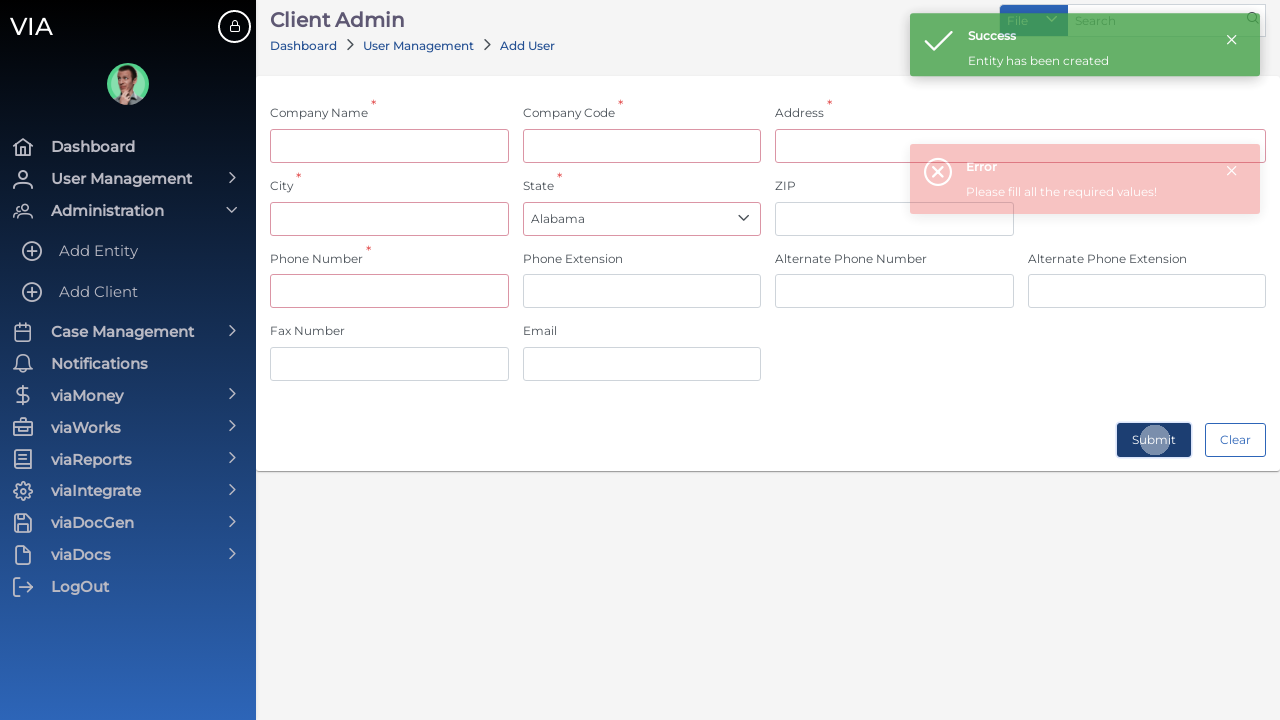 VIA
Client Admin
Dashboard > User Management > Add User
File
Search
Success
Entity has been created
Error
Please fill all the required values!
Dashboard
User Management
Administration
Add Entity
Add Client
Case Management
Notifications
viaMoney
viaWorks
viaReports
viaIntegrate
viaDocGen
viaDocs
LogOut
Company Name *
Company Code *
Address *
City *
State *
ZIP
Alabama
Phone Number *
Phone Extension
Alternate Phone Number
Alternate Phone Extension
Fax Number
Email
Submit
Clear